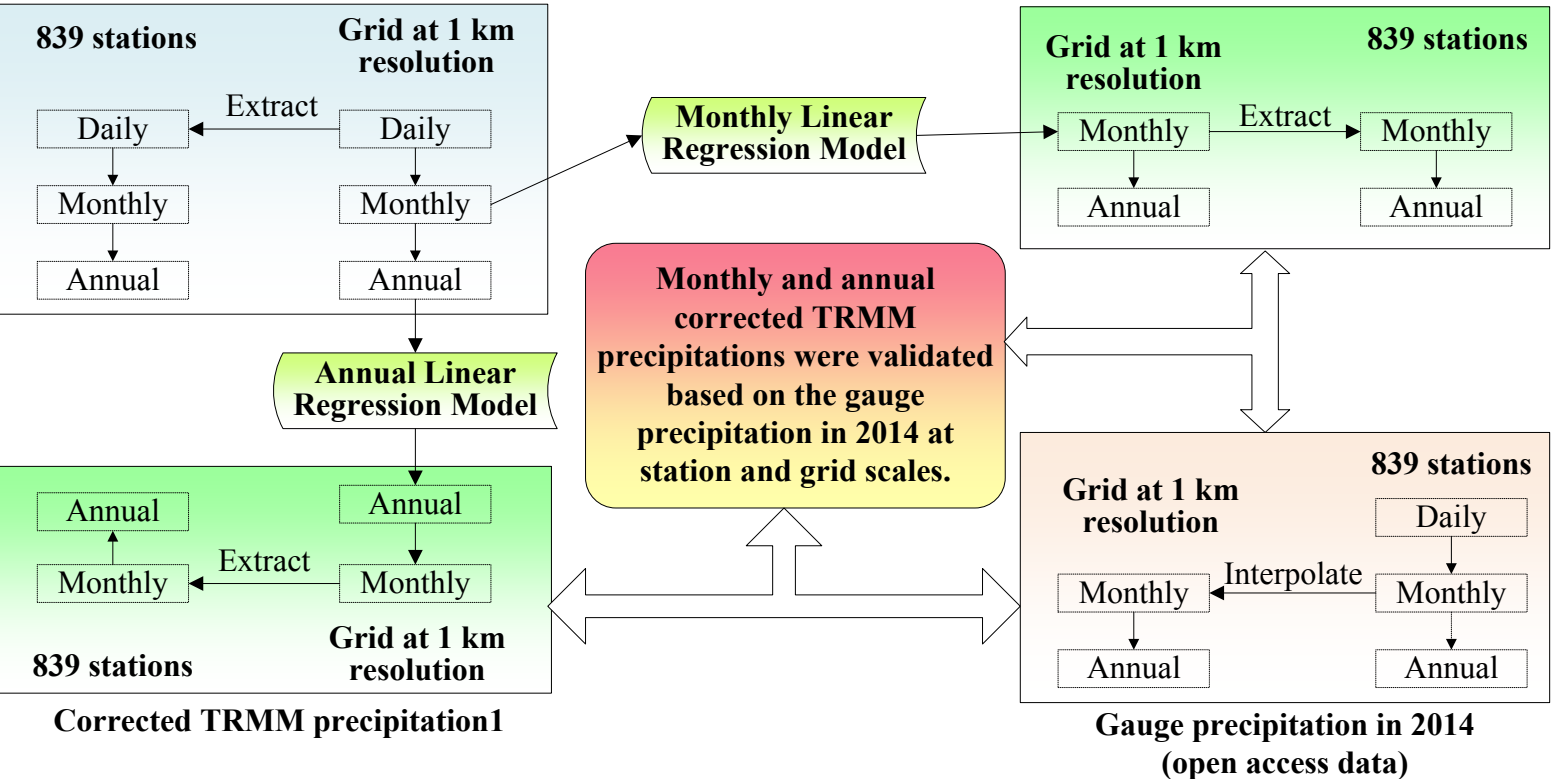 839 stations
Grid at 1 km
resolution
Daily
Extract
Daily
Monthly
Monthly
Annual
Annual
Monthly Linear
Regression Model
Grid at 1 km
resolution
839 stations
Monthly
Extract
Monthly
Annual
Annual
Annual Linear
Regression Model
Monthly and annual
corrected TRMM
precipitations were validated
based on the gauge
precipitation in 2014 at
station and grid scales.
Annual
Annual
Monthly
Extract
Monthly
839 stations
Grid at 1 km
resolution
Corrected TRMM precipitation1
839 stations
Grid at 1 km
resolution
Daily
Monthly
Interpolate
Monthly
Annual
Annual
Gauge precipitation in 2014
(open access data)